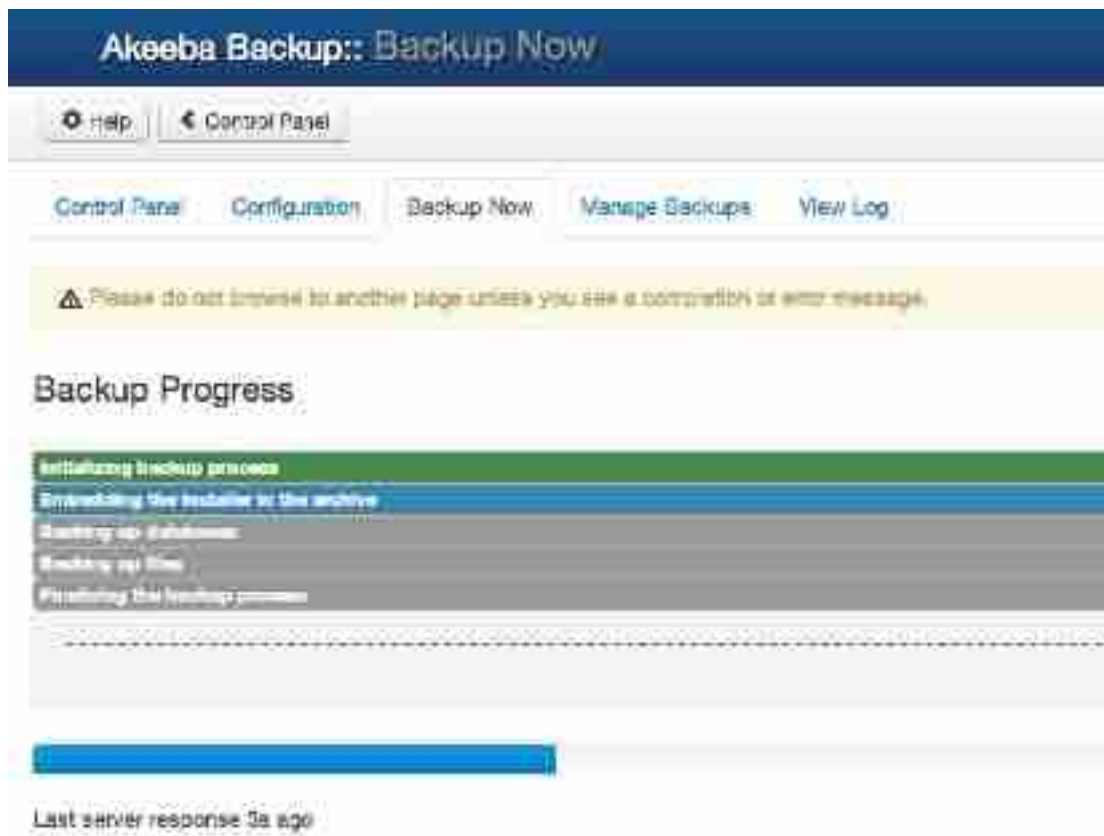 Akeeba Backup:: Backup Now
Help
Control Panel
Control Panel
Configuration
Backup Now
Manage Backups
View Log
Please do not browse to another page unless you see a completion or error message.
Backup Progress
Initializing backup process
Embedding the installer in the archive
Backing up databases
Backing up files
Finalizing the backup process
Last server response 3s ago